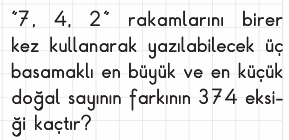 "7, 4, 2" rakamlarını birer
kez kullanarak yazılabilecek üç
basamaklı en büyük ve en küçük
doğal sayının farkının 374 eksi-
ği kaçtır?